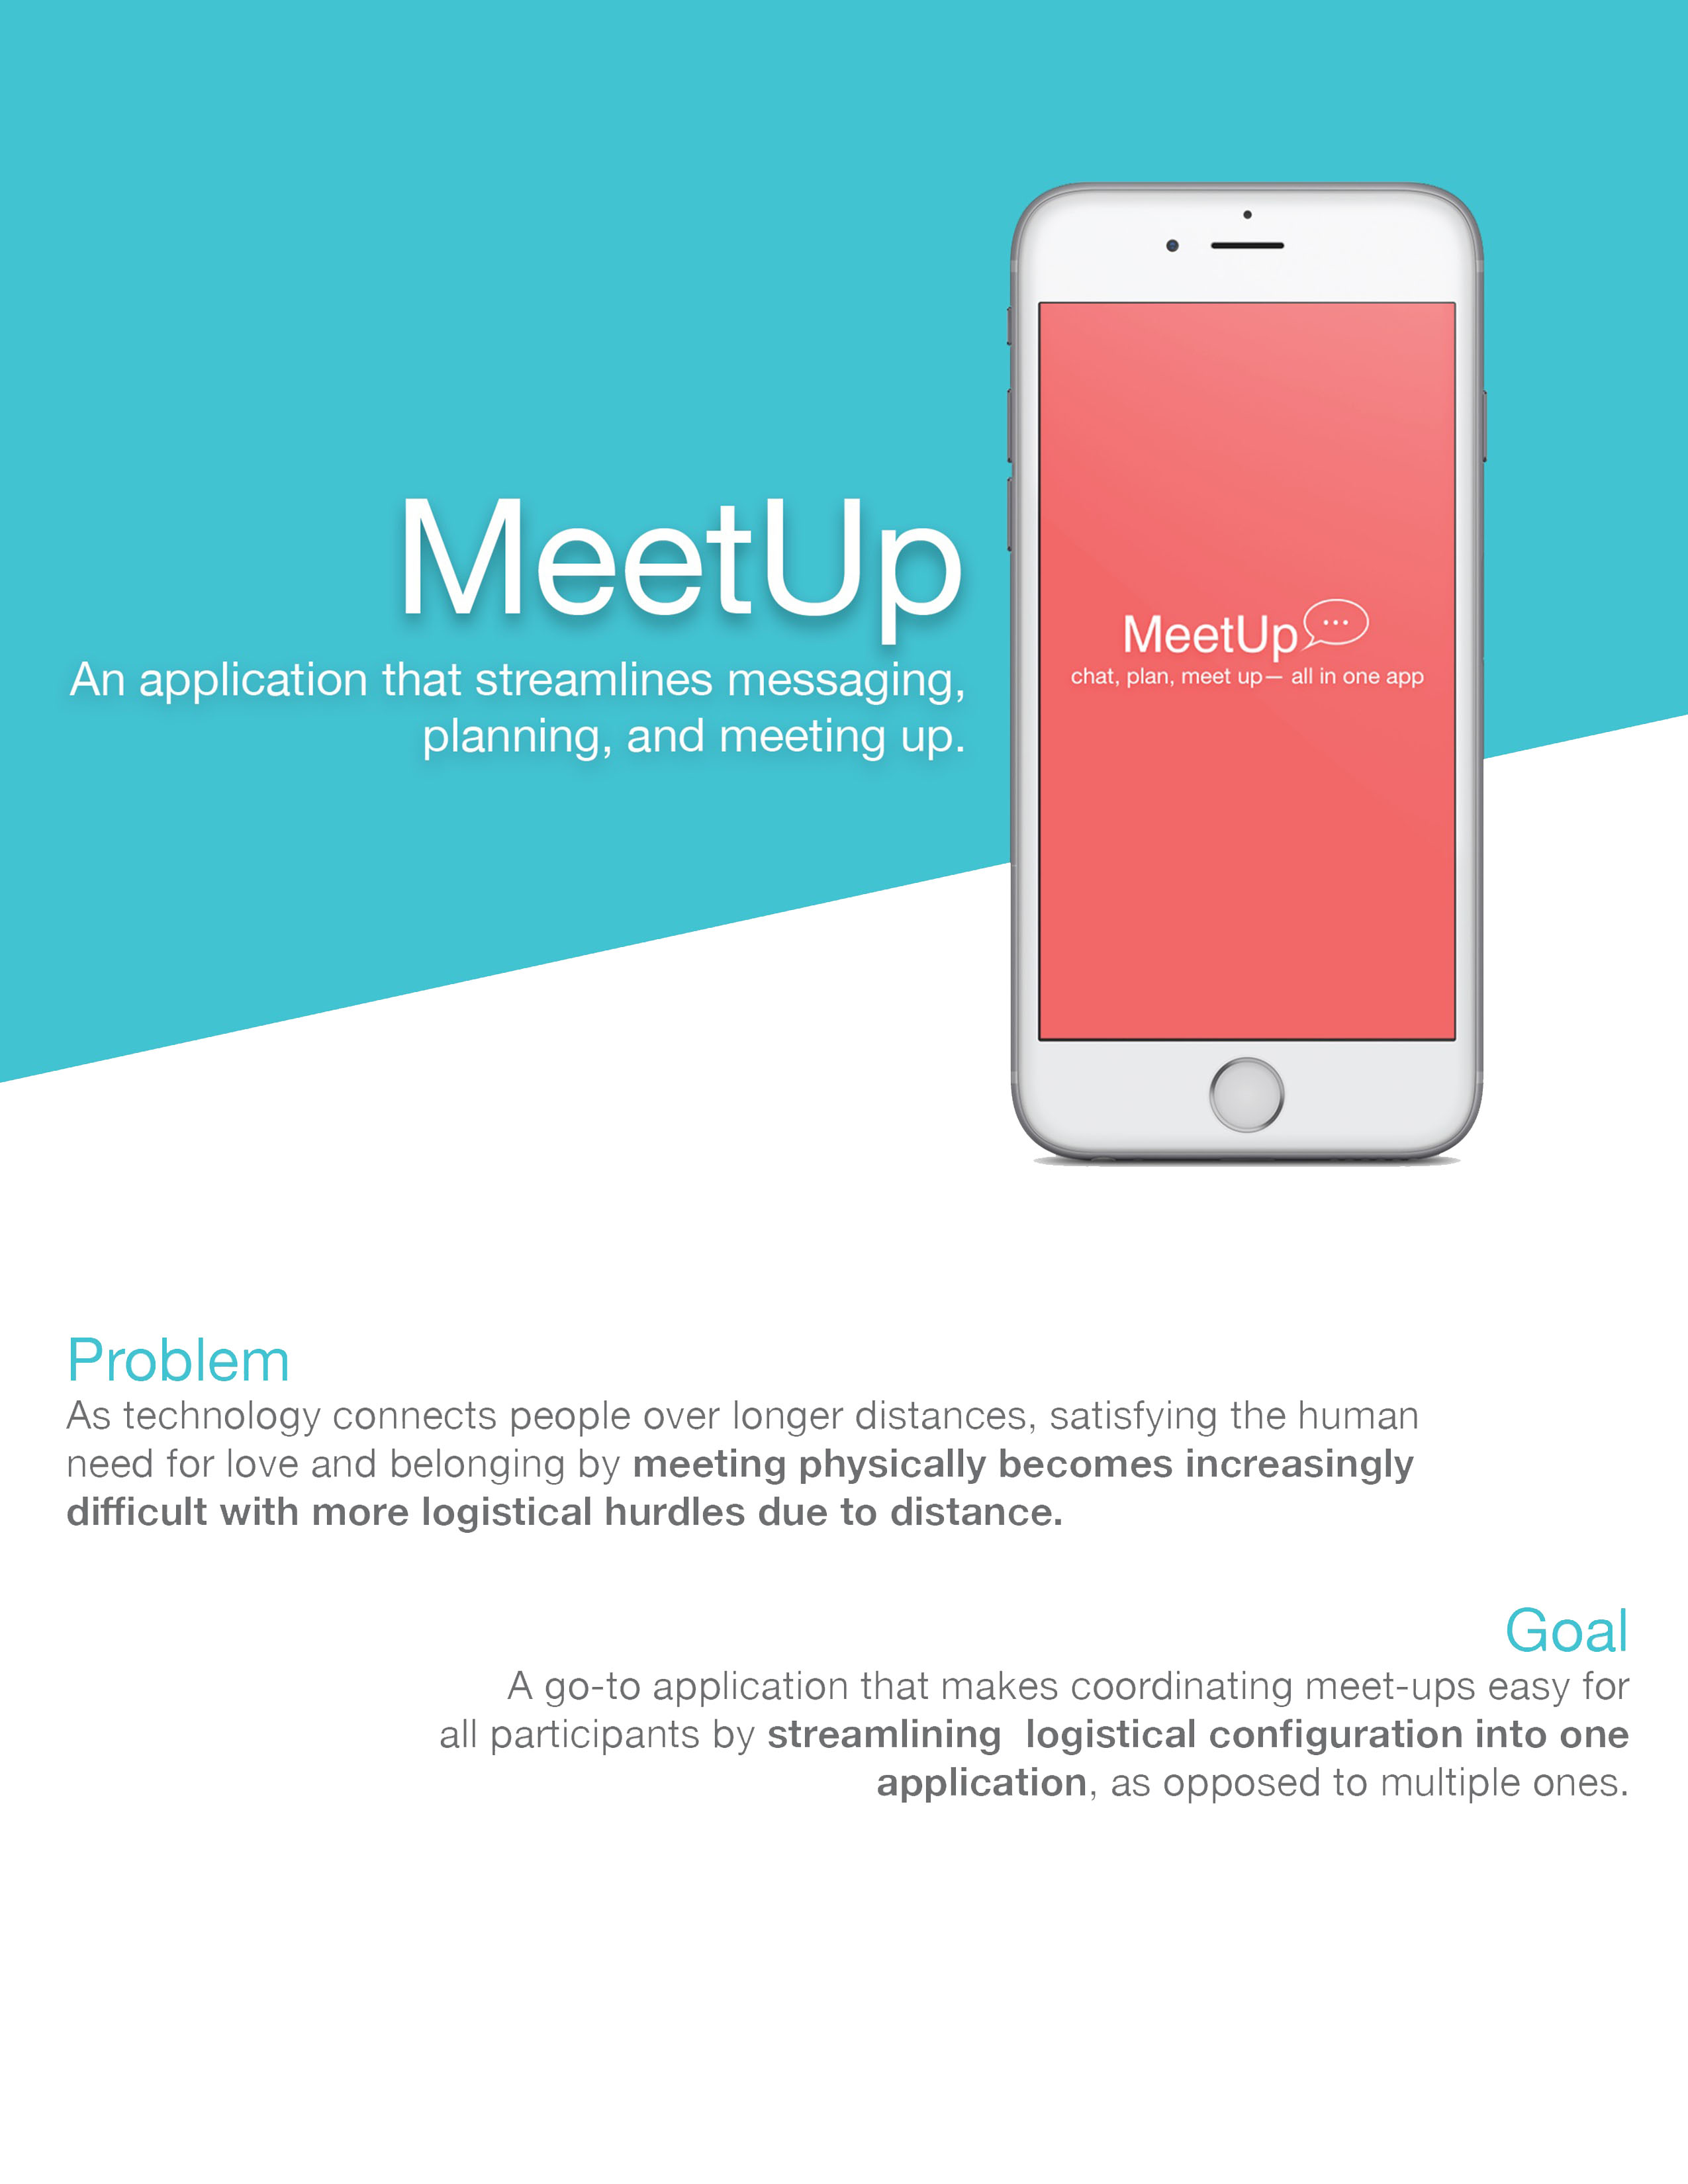 MeetUp
An application that streamlines messaging,
planning, and meeting up.
MeetUp
chat, plan, meet up— all in one app
Problem
As technology connects people over longer distances, satisfying the human
need for love and belonging by meeting physically becomes increasingly
difficult with more logistical hurdles due to distance.
Goal
A go-to application that makes coordinating meet-ups easy for
all participants by streamlining  logistical configuration into one
application, as opposed to multiple ones.